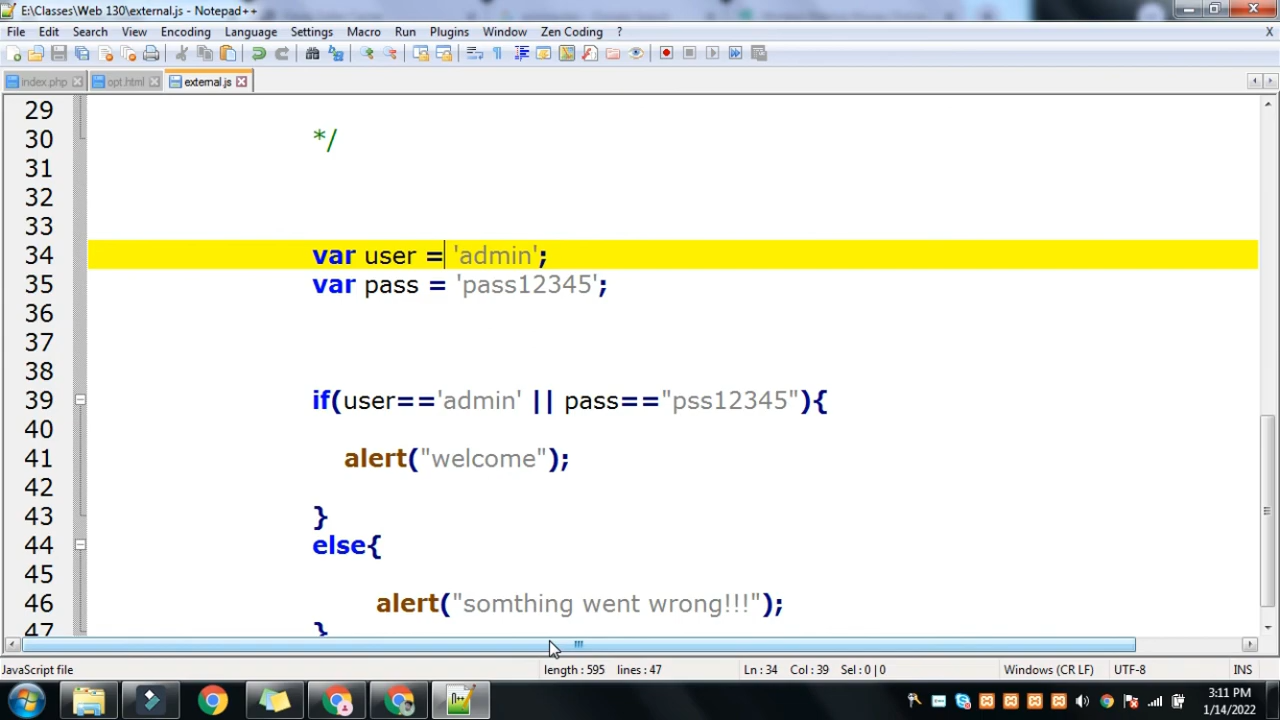 E:\Classes\Web 130\external.js - Notepad++
File Edit Search View Encoding Language Settings Macro Run Plugins Window Zen Coding ? X
index.php opt.html external.js
29
30 */
31
32
33
34 var user = 'admin';
35 var pass = 'pass12345';
36
37
38
39 if(user=='admin' || pass=="pss12345"){
40
41 alert("welcome");
42
43 }
44 else{
45
46 alert("somthing went wrong!!!");
47 }
JavaScript file length : 595 lines : 47 Ln : 34 Col : 39 Sel : 0 | 0 Windows (CR LF) UTF-8 INS
3:11 PM
1/14/2022